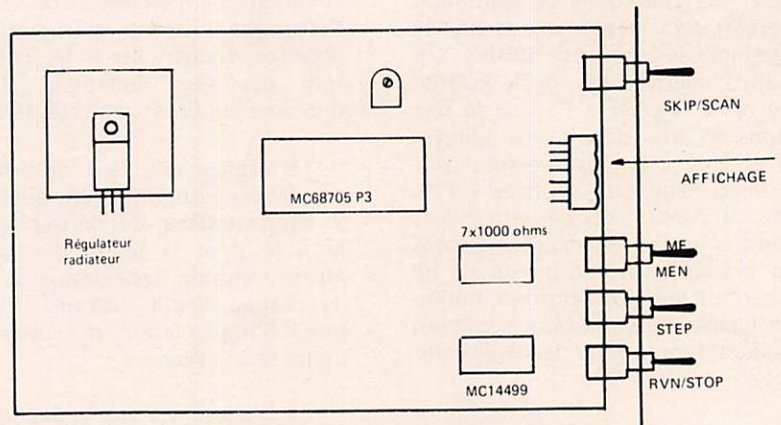 SKIP/SCAN
AFFICHAGE
MC68705 P3
Régulateur
radiateur
7x1000 ohms
ME
MEN
STEP
MC14499
RVN/STOP